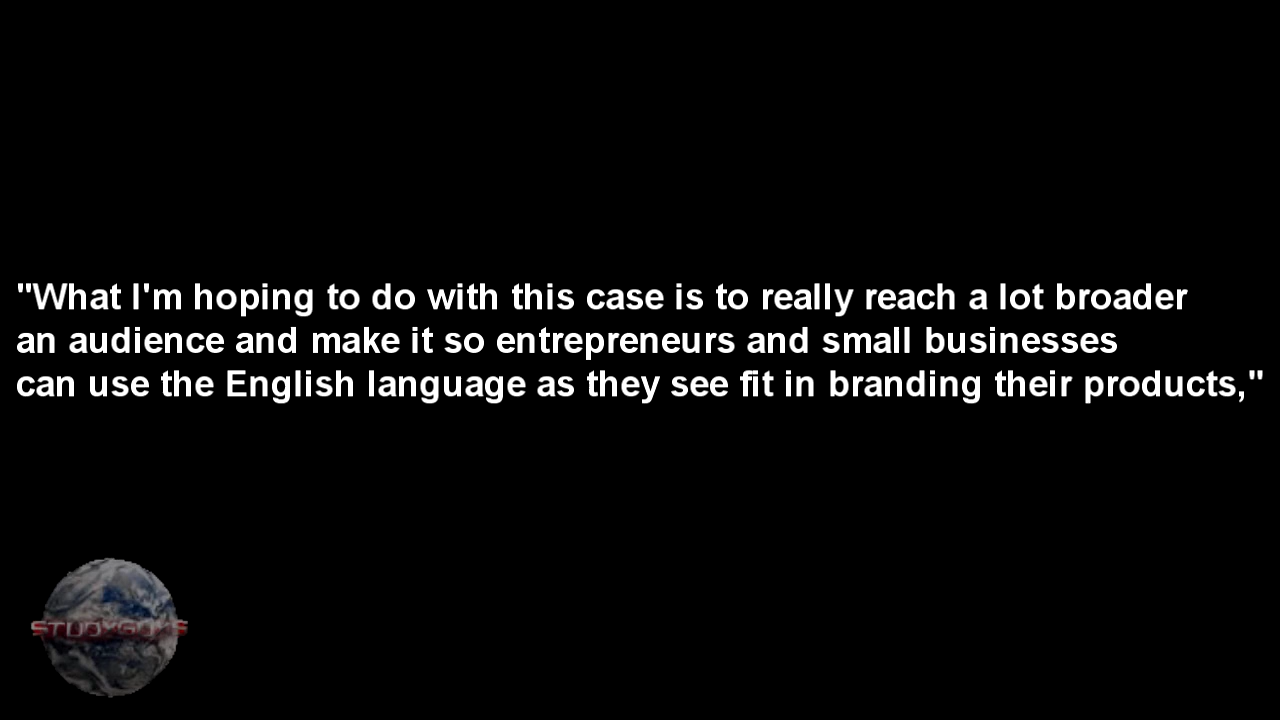 "What I'm hoping to do with this case is to really reach a lot broader
an audience and make it so entrepreneurs and small businesses
can use the English language as they see fit in branding their products,"
STUDYGUYS